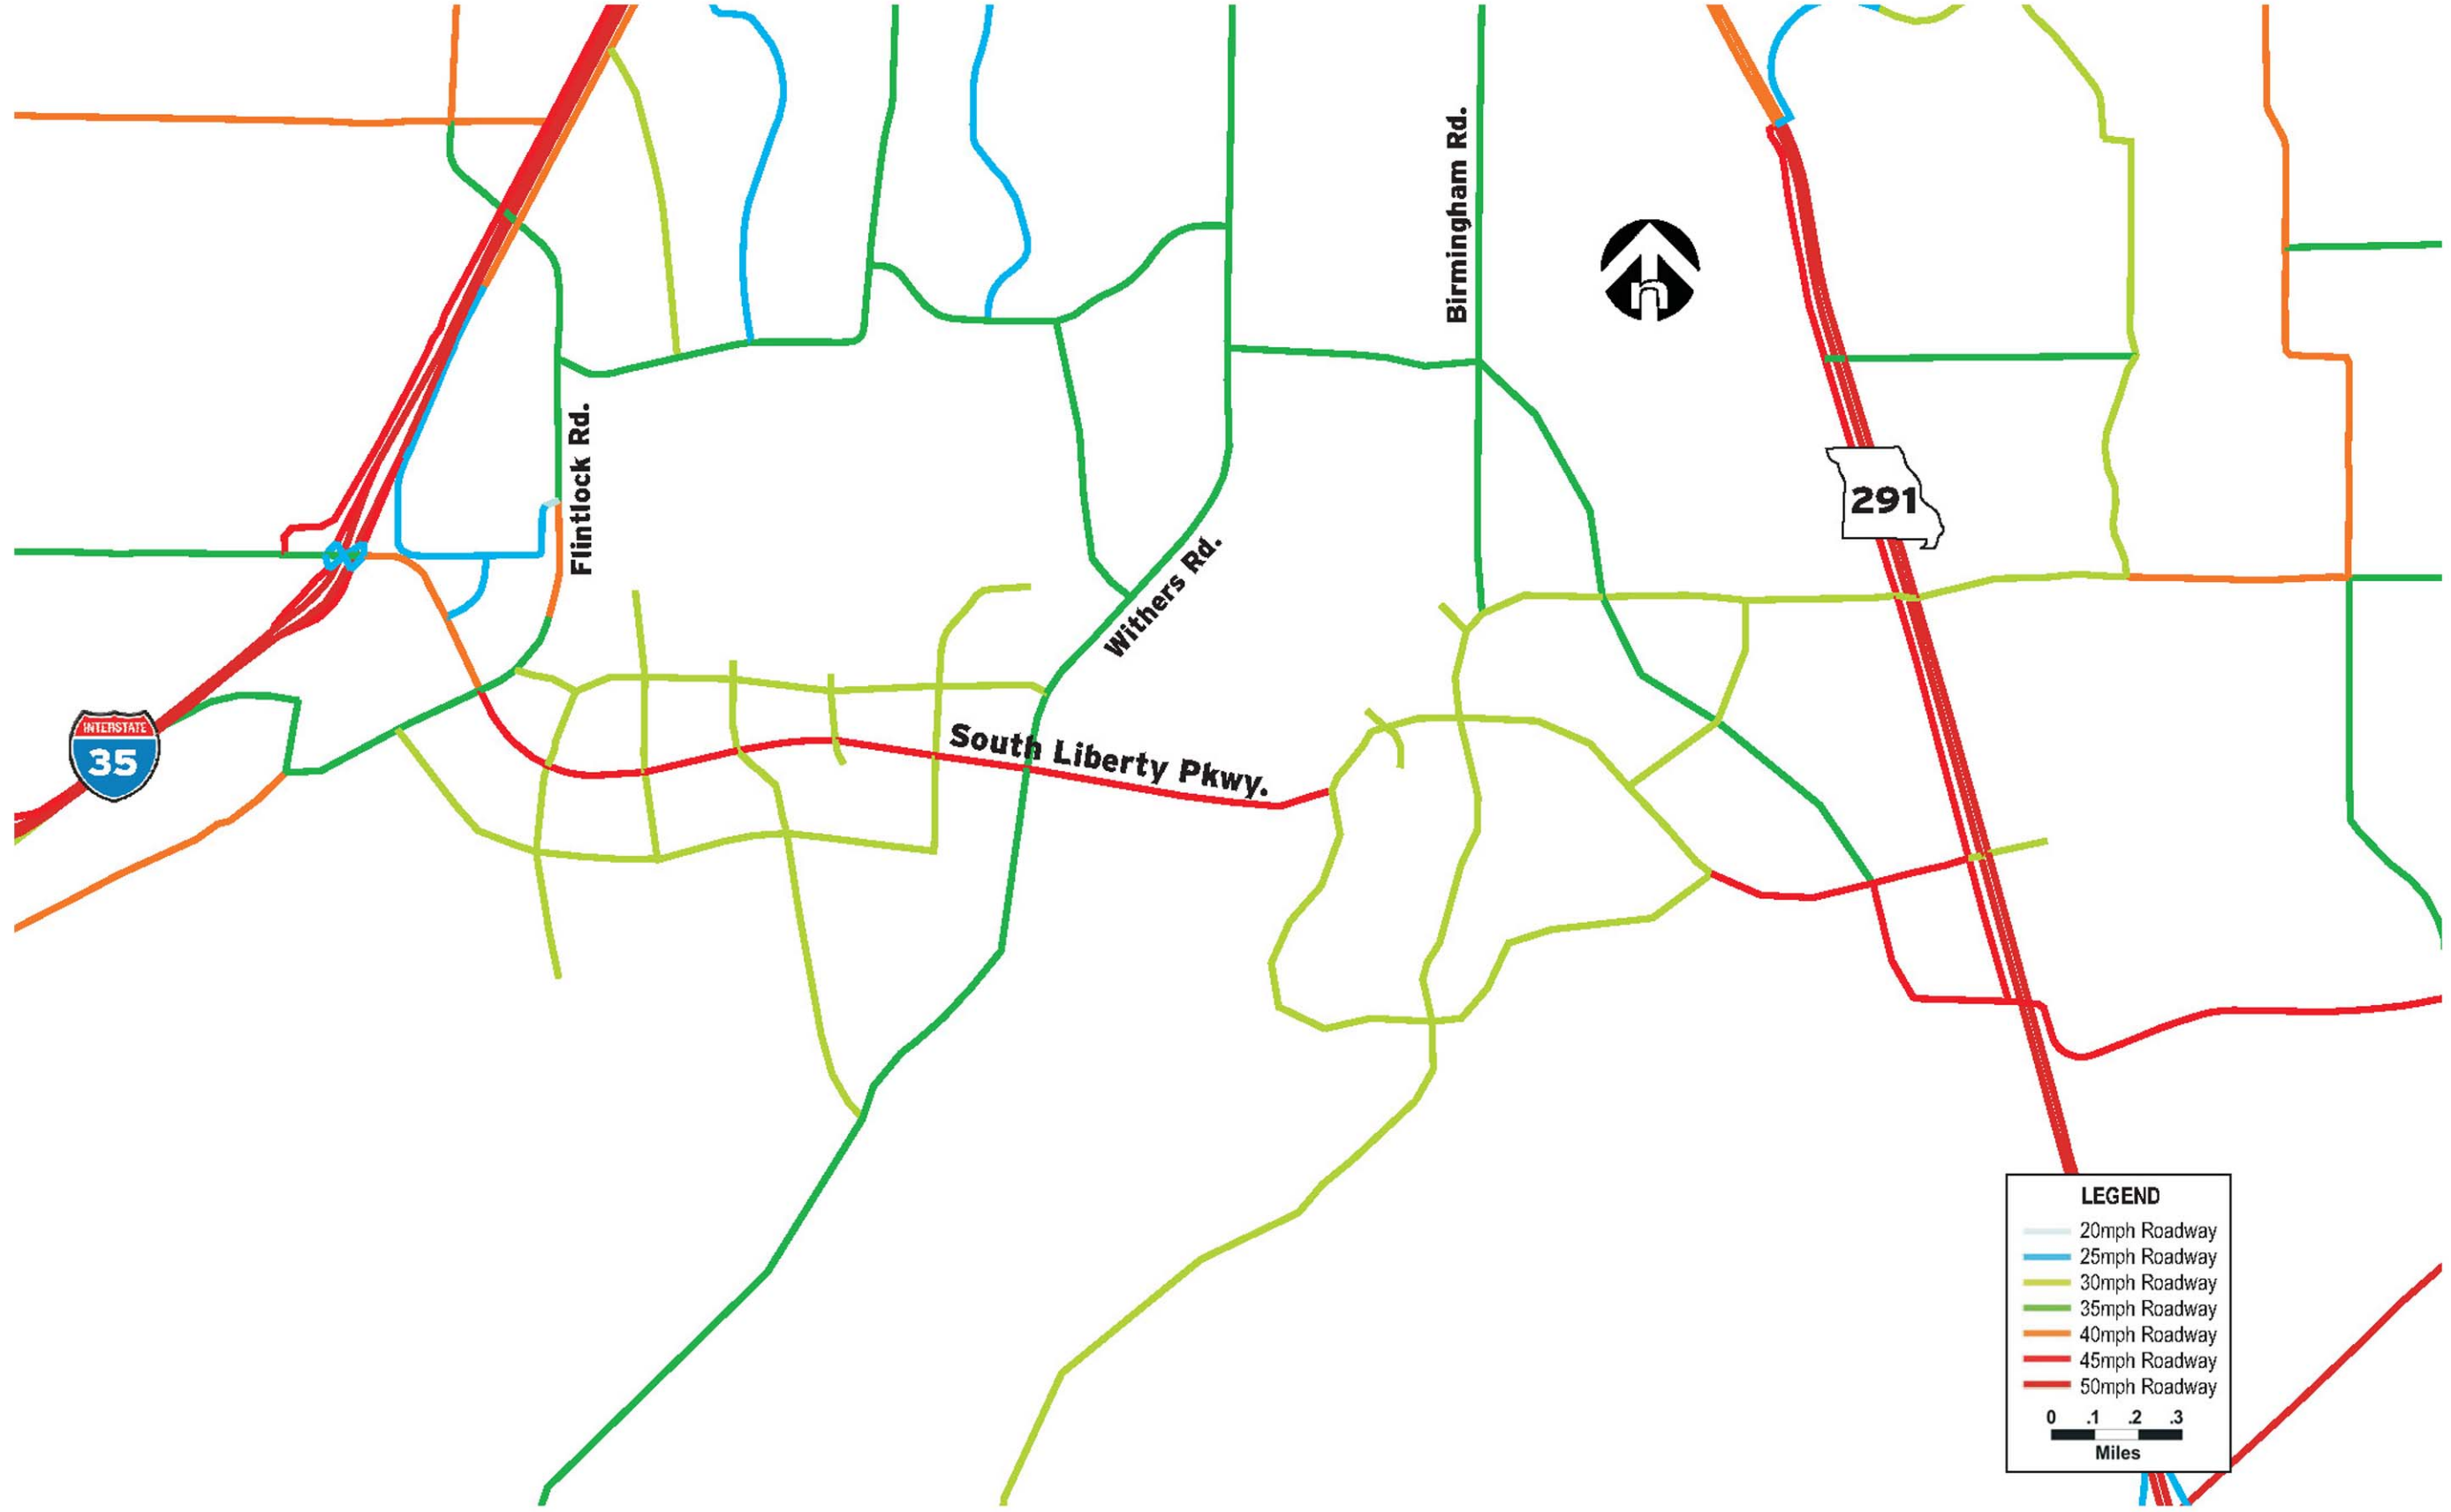 Birmingham Rd.
n
Flintlock Rd.
291
Withers Rd.
INTERSTATE
35
South Liberty Pkwy.
LEGEND
20mph Roadway
25mph Roadway
30mph Roadway
35mph Roadway
40mph Roadway
45mph Roadway
50mph Roadway
0 .1 .2 .3
Miles